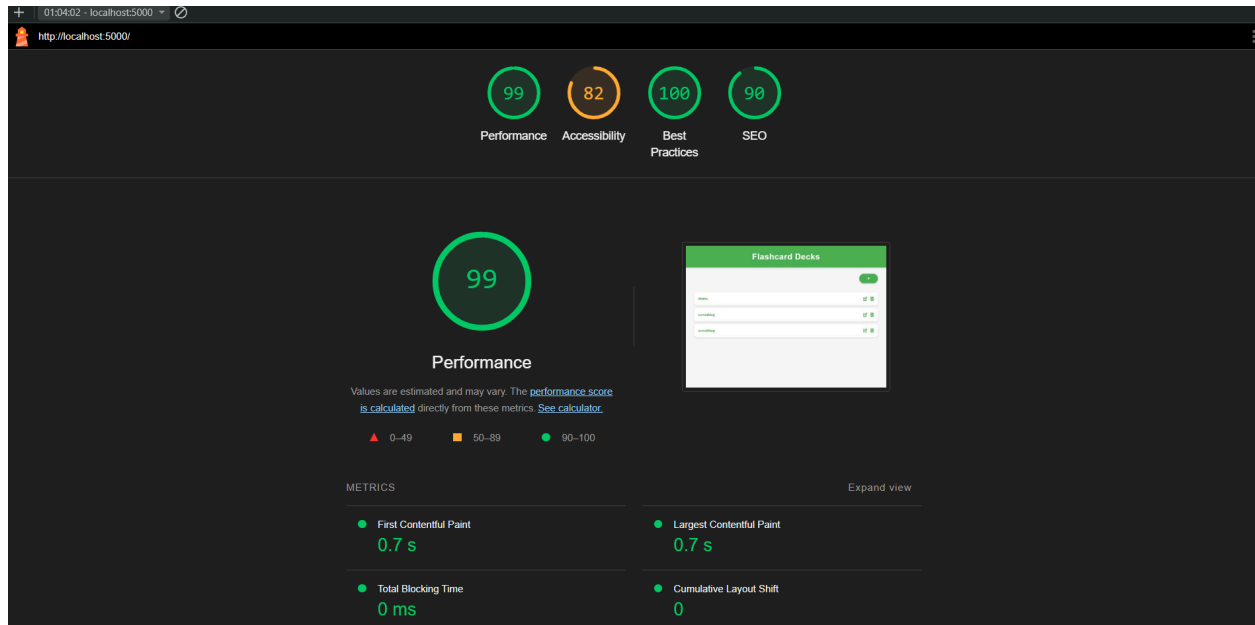 01:04:02 - localhost:5000
http://localhost:5000/
99
82
100
90
Performance
Accessibility
Best
Practices
SEO
99
Performance
Values are estimated and may vary. The performance score
is calculated directly from these metrics. See calculator.
0–49
50–89
90–100
Flashcard Decks
+
something
METRICS
Expand view
First Contentful Paint
0.7 s
Largest Contentful Paint
0.7 s
Total Blocking Time
0 ms
Cumulative Layout Shift
0